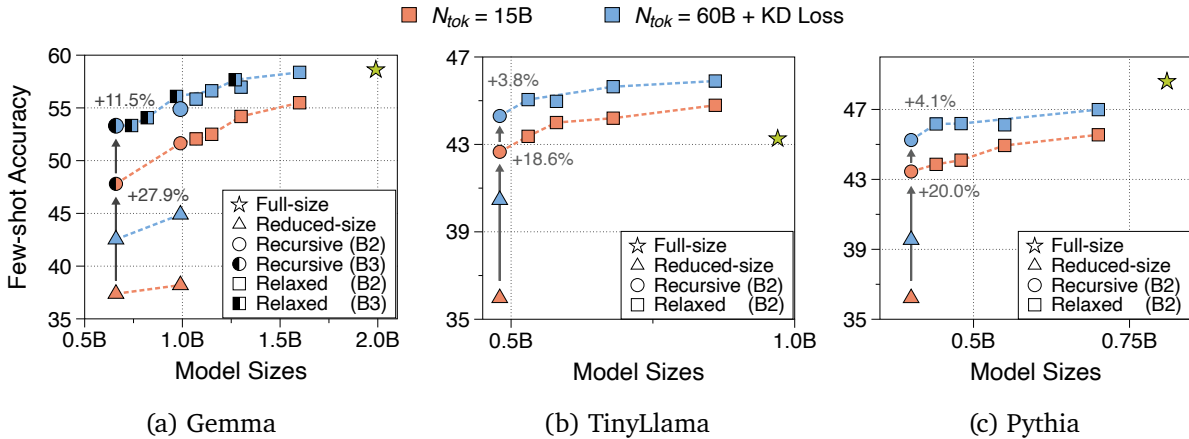 N_tok = 15B
N_tok = 60B + KD Loss
Few-shot Accuracy
60
55
50
45
40
35
+11.5%
+27.9%
Full-size
Reduced-size
Recursive (B2)
Recursive (B3)
Relaxed (B2)
Relaxed (B3)
0.5B 1.0B 1.5B 2.0B
Model Sizes
(a) Gemma
47
43
39
35
+3.8%
+18.6%
Full-size
Reduced-size
Recursive (B2)
Relaxed (B2)
0.5B 1.0B
Model Sizes
(b) TinyLlama
47
43
39
35
+4.1%
+20.0%
Full-size
Reduced-size
Recursive (B2)
Relaxed (B2)
0.5B 0.75B
Model Sizes
(c) Pythia